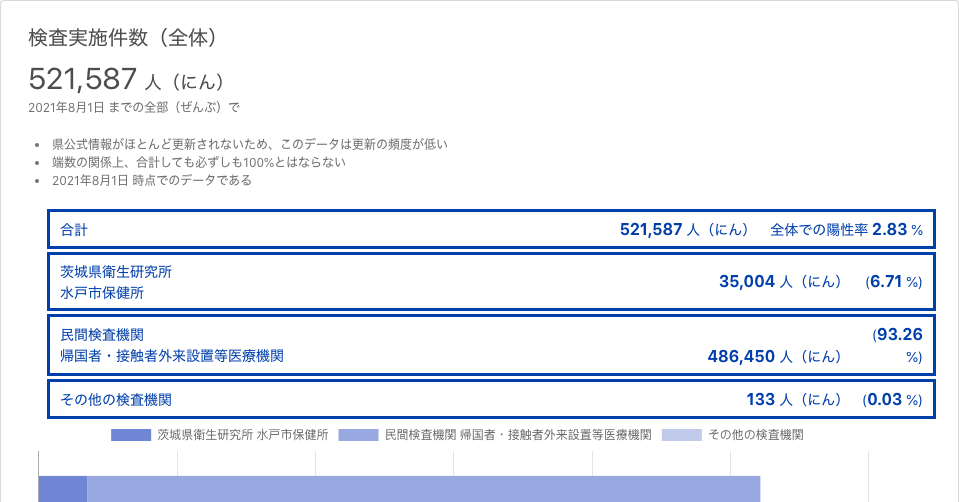 検査実施件数（全体）
521,587 人（にん）
2021年8月1日 までの全部（ぜんぶ）で
県公式情報がほとんど更新されないため、このデータは更新の頻度が低い
端数の関係上、合計しても必ずしも100%とはならない
2021年8月1日 時点でのデータである
合計 521,587 人（にん） 全体での陽性率 2.83 %
茨城県衛生研究所
水戸市保健所 35,004 人（にん） (6.71 %)
民間検査機関 (93.26
帰国者・接触者外来設置等医療機関 486,450 人（にん） %)
その他の検査機関 133 人（にん） (0.03 %)
茨城県衛生研究所 水戸市保健所 民間検査機関 帰国者・接触者外来設置等医療機関 その他の検査機関